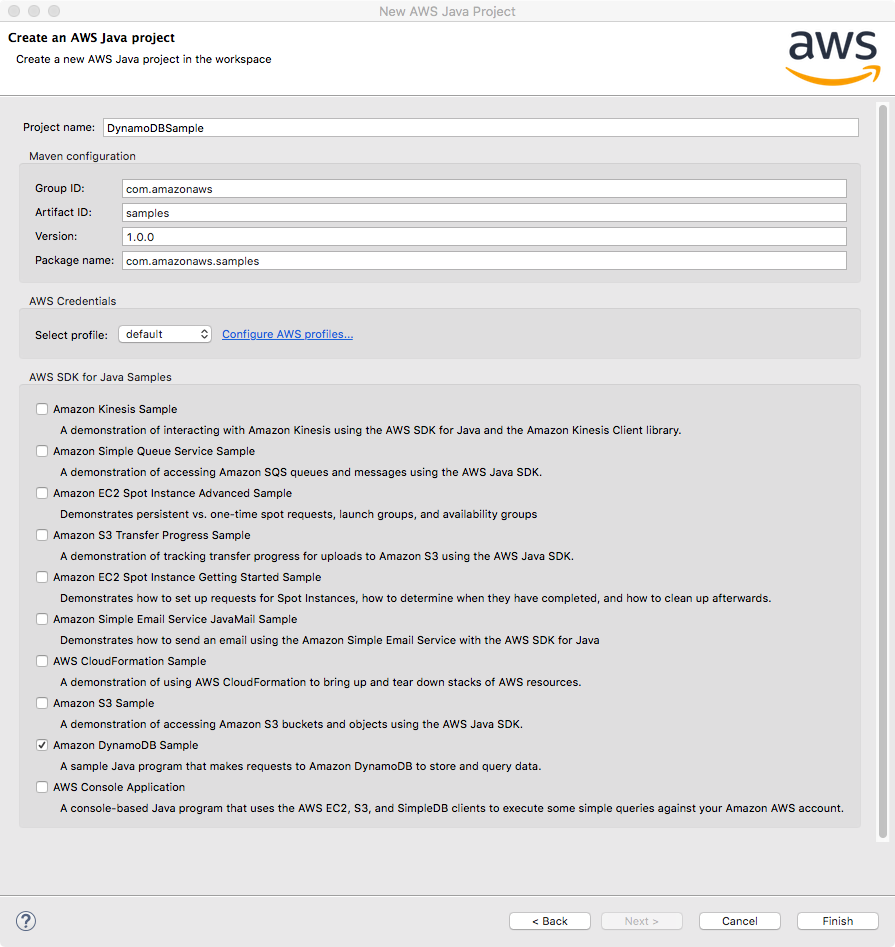 New AWS Java Project
Create an AWS Java project
Create a new AWS Java project in the workspace
aws
Project name: DynamoDBSample
Maven configuration
Group ID: com.amazonaws
Artifact ID: samples
Version: 1.0.0
Package name: com.amazonaws.samples
AWS Credentials
Select profile: default Configure AWS profiles...
AWS SDK for Java Samples
Amazon Kinesis Sample
A demonstration of interacting with Amazon Kinesis using the AWS SDK for Java and the Amazon Kinesis Client library.
Amazon Simple Queue Service Sample
A demonstration of accessing Amazon SQS queues and messages using the AWS Java SDK.
Amazon EC2 Spot Instance Advanced Sample
Demonstrates persistent vs. one-time spot requests, launch groups, and availability groups
Amazon S3 Transfer Progress Sample
A demonstration of tracking transfer progress for uploads to Amazon S3 using the AWS Java SDK.
Amazon EC2 Spot Instance Getting Started Sample
Demonstrates how to set up requests for Spot Instances, how to determine when they have completed, and how to clean up afterwards.
Amazon Simple Email Service JavaMail Sample
Demonstrates how to send an email using the Amazon Simple Email Service with the AWS SDK for Java
AWS CloudFormation Sample
A demonstration of using AWS CloudFormation to bring up and tear down stacks of AWS resources.
Amazon S3 Sample
A demonstration of accessing Amazon S3 buckets and objects using the AWS Java SDK.
Amazon DynamoDB Sample
A sample Java program that makes requests to Amazon DynamoDB to store and query data.
AWS Console Application
A console-based Java program that uses the AWS EC2, S3, and SimpleDB clients to execute some simple queries against your Amazon AWS account.
? < Back Next > Cancel Finish